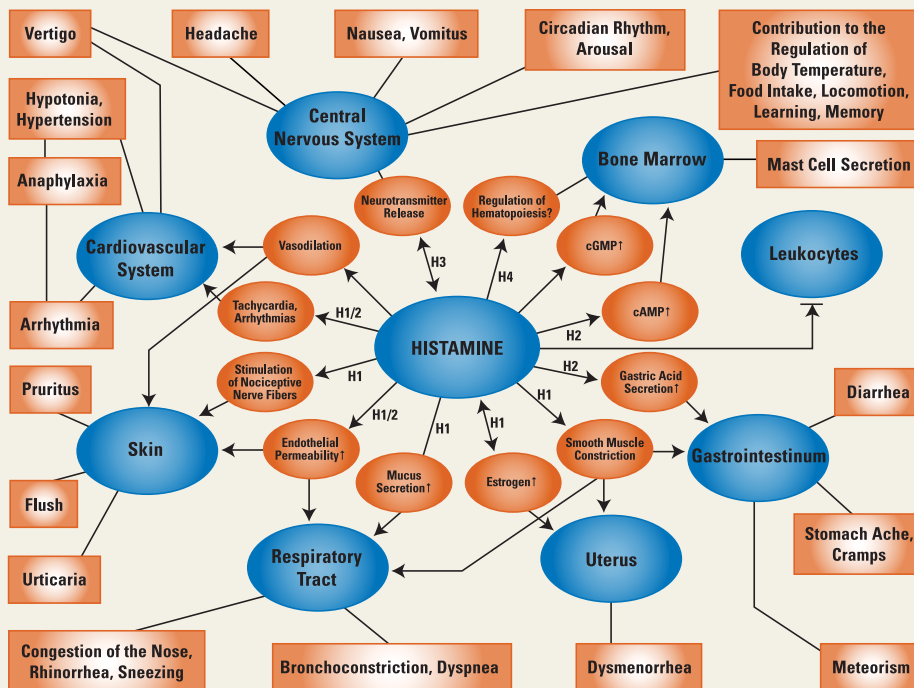 Vertigo
Headache
Nausea, Vomitus
Circadian Rhythm,
Arousal
Contribution to the
Regulation of
Body Temperature,
Food Intake, Locomotion,
Learning, Memory
Hypotonia,
Hypertension
Central
Nervous System
Bone Marrow
Mast Cell Secretion
Anaphylaxia
Neurotransmitter
Release
Regulation of
Hematopoiesis?
cGMP↑
Cardiovascular
System
Vasodilation
H3
H4
Leukocytes
Arrhythmia
Tachycardia,
Arrhythmias
H1/2
HISTAMINE
H2
cAMP↑
Stimulation
of Nociceptive
Nerve Fibers
H1
H2
Gastric Acid
Secretion↑
Pruritus
Diarrhea
H1/2
H1
H1
H1
Skin
Endothelial
Permeability↑
Mucus
Secretion↑
Estrogen↑
Smooth Muscle
Constriction
Gastrointestinum
Flush
Stomach Ache,
Cramps
Urticaria
Respiratory
Tract
Uterus
Congestion of the Nose,
Rhinorrhea, Sneezing
Bronchoconstriction, Dyspnea
Dysmenorrhea
Meteorism